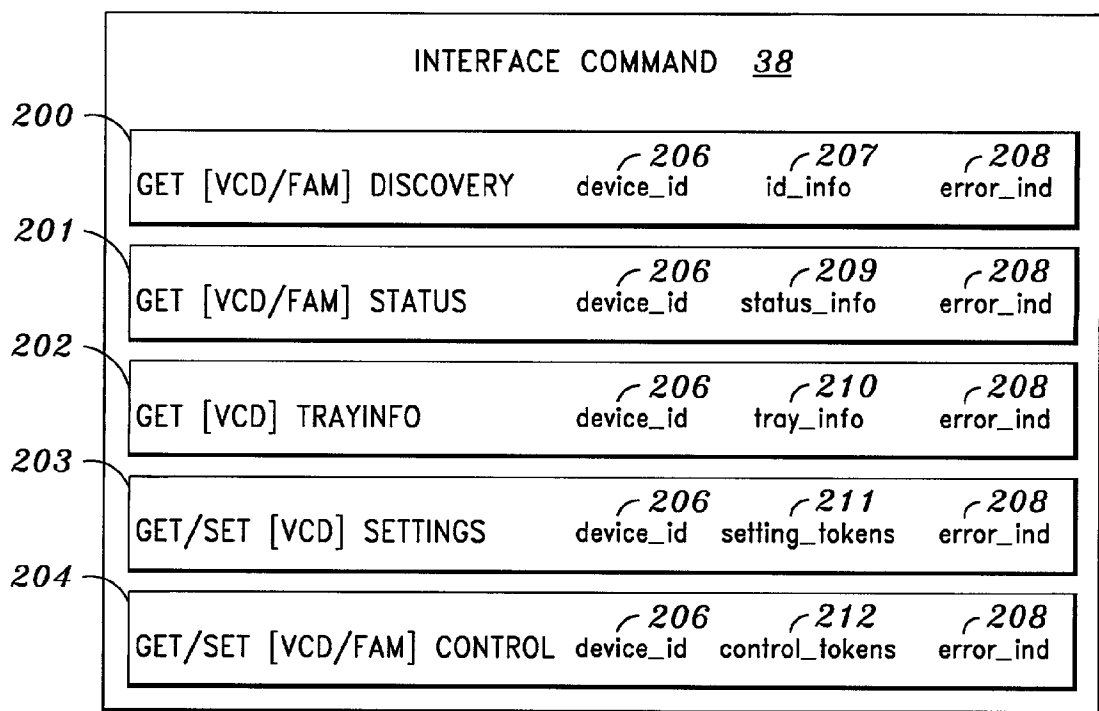 INTERFACE COMMAND 38
200
206 207 208
GET [VCD/FAM] DISCOVERY device_id id_info error_ind
201
206 209 208
GET [VCD/FAM] STATUS device_id status_info error_ind
202
206 210 208
GET [VCD] TRAYINFO device_id tray_info error_ind
203
206 211 208
GET/SET [VCD] SETTINGS device_id setting_tokens error_ind
204
206 212 208
GET/SET [VCD/FAM] CONTROL device_id control_tokens error_ind